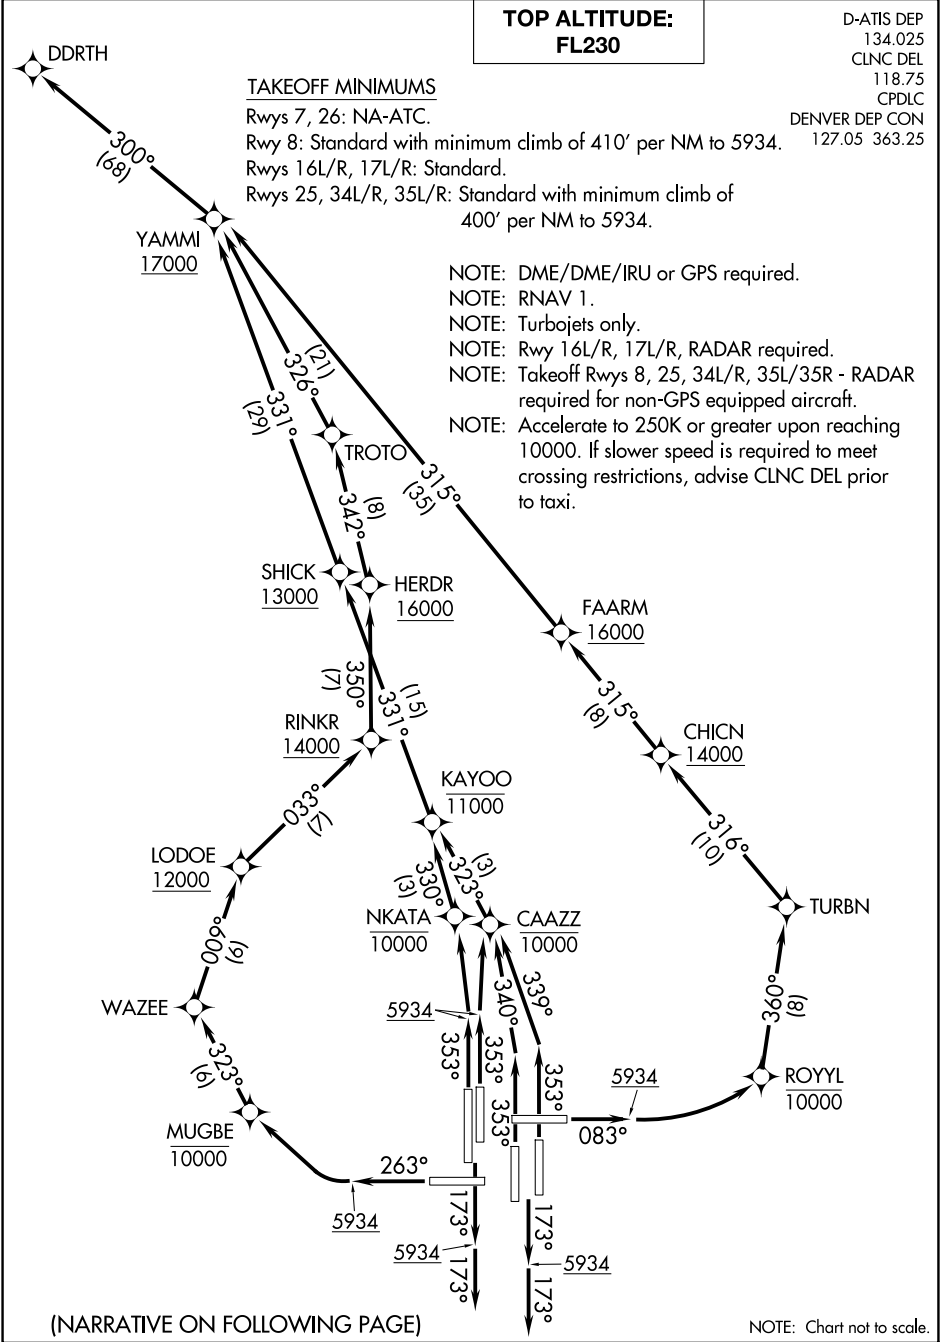 TOP ALTITUDE:
FL230
D-ATIS DEP
134.025
CLNC DEL
118.75
CPDLC
DENVER DEP CON
127.05 363.25
DDRTH
TAKEOFF MINIMUMS
Rwys 7, 26: NA-ATC.
Rwy 8: Standard with minimum climb of 410' per NM to 5934.
Rwys 16L/R, 17L/R: Standard.
Rwys 25, 34L/R, 35L/R: Standard with minimum climb of
400' per NM to 5934.
300°
(68)
YAMMI
17000
NOTE: DME/DME/IRU or GPS required.
NOTE: RNAV 1.
NOTE: Turbojets only.
NOTE: Rwy 16L/R, 17L/R, RADAR required.
NOTE: Takeoff Rwys 8, 25, 34L/R, 35L/35R - RADAR
required for non-GPS equipped aircraft.
NOTE: Accelerate to 250K or greater upon reaching
10000. If slower speed is required to meet
crossing restrictions, advise CLNC DEL prior
to taxi.
(21)
326°
331°
(29)
TROTO
315°
(35)
(8)
342°
SHICK
13000
HERDR
16000
FAARM
16000
350°
(7)
(15)
331°
315°
(8)
RINKR
14000
CHICN
14000
KAYOO
11000
033°
(7)
316°
(10)
LODOE
12000
(3)
323°
330°
(3)
NKATA
10000
CAAZZ
10000
TURBN
009°
(9)
WAZEE
5934
340°
339°
360°
(8)
323°
(6)
353°
353°
353°
353°
5934
ROYYL
10000
MUGBE
10000
083°
263°
5934
173°
173°
5934
5934
173°
173°
(NARRATIVE ON FOLLOWING PAGE)
NOTE: Chart not to scale.